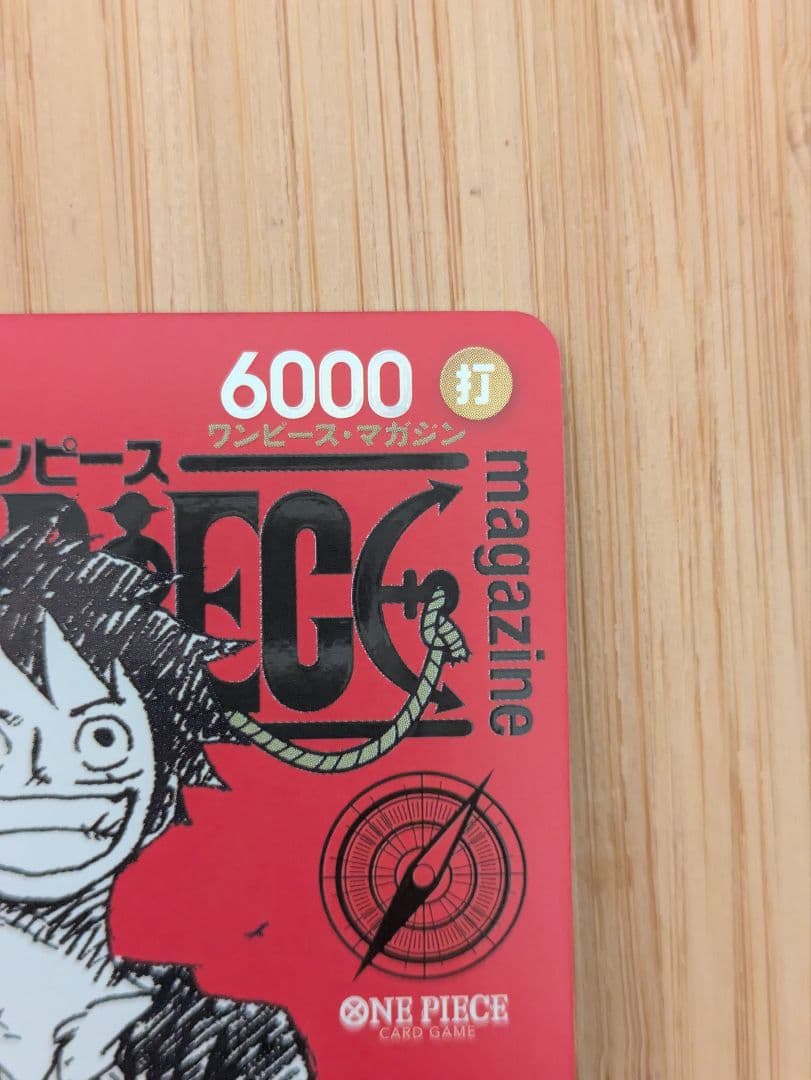 6000 打
ワンピース・マガジン
ンピース
PIECE
magazine
ONE PIECE
CARD GAME